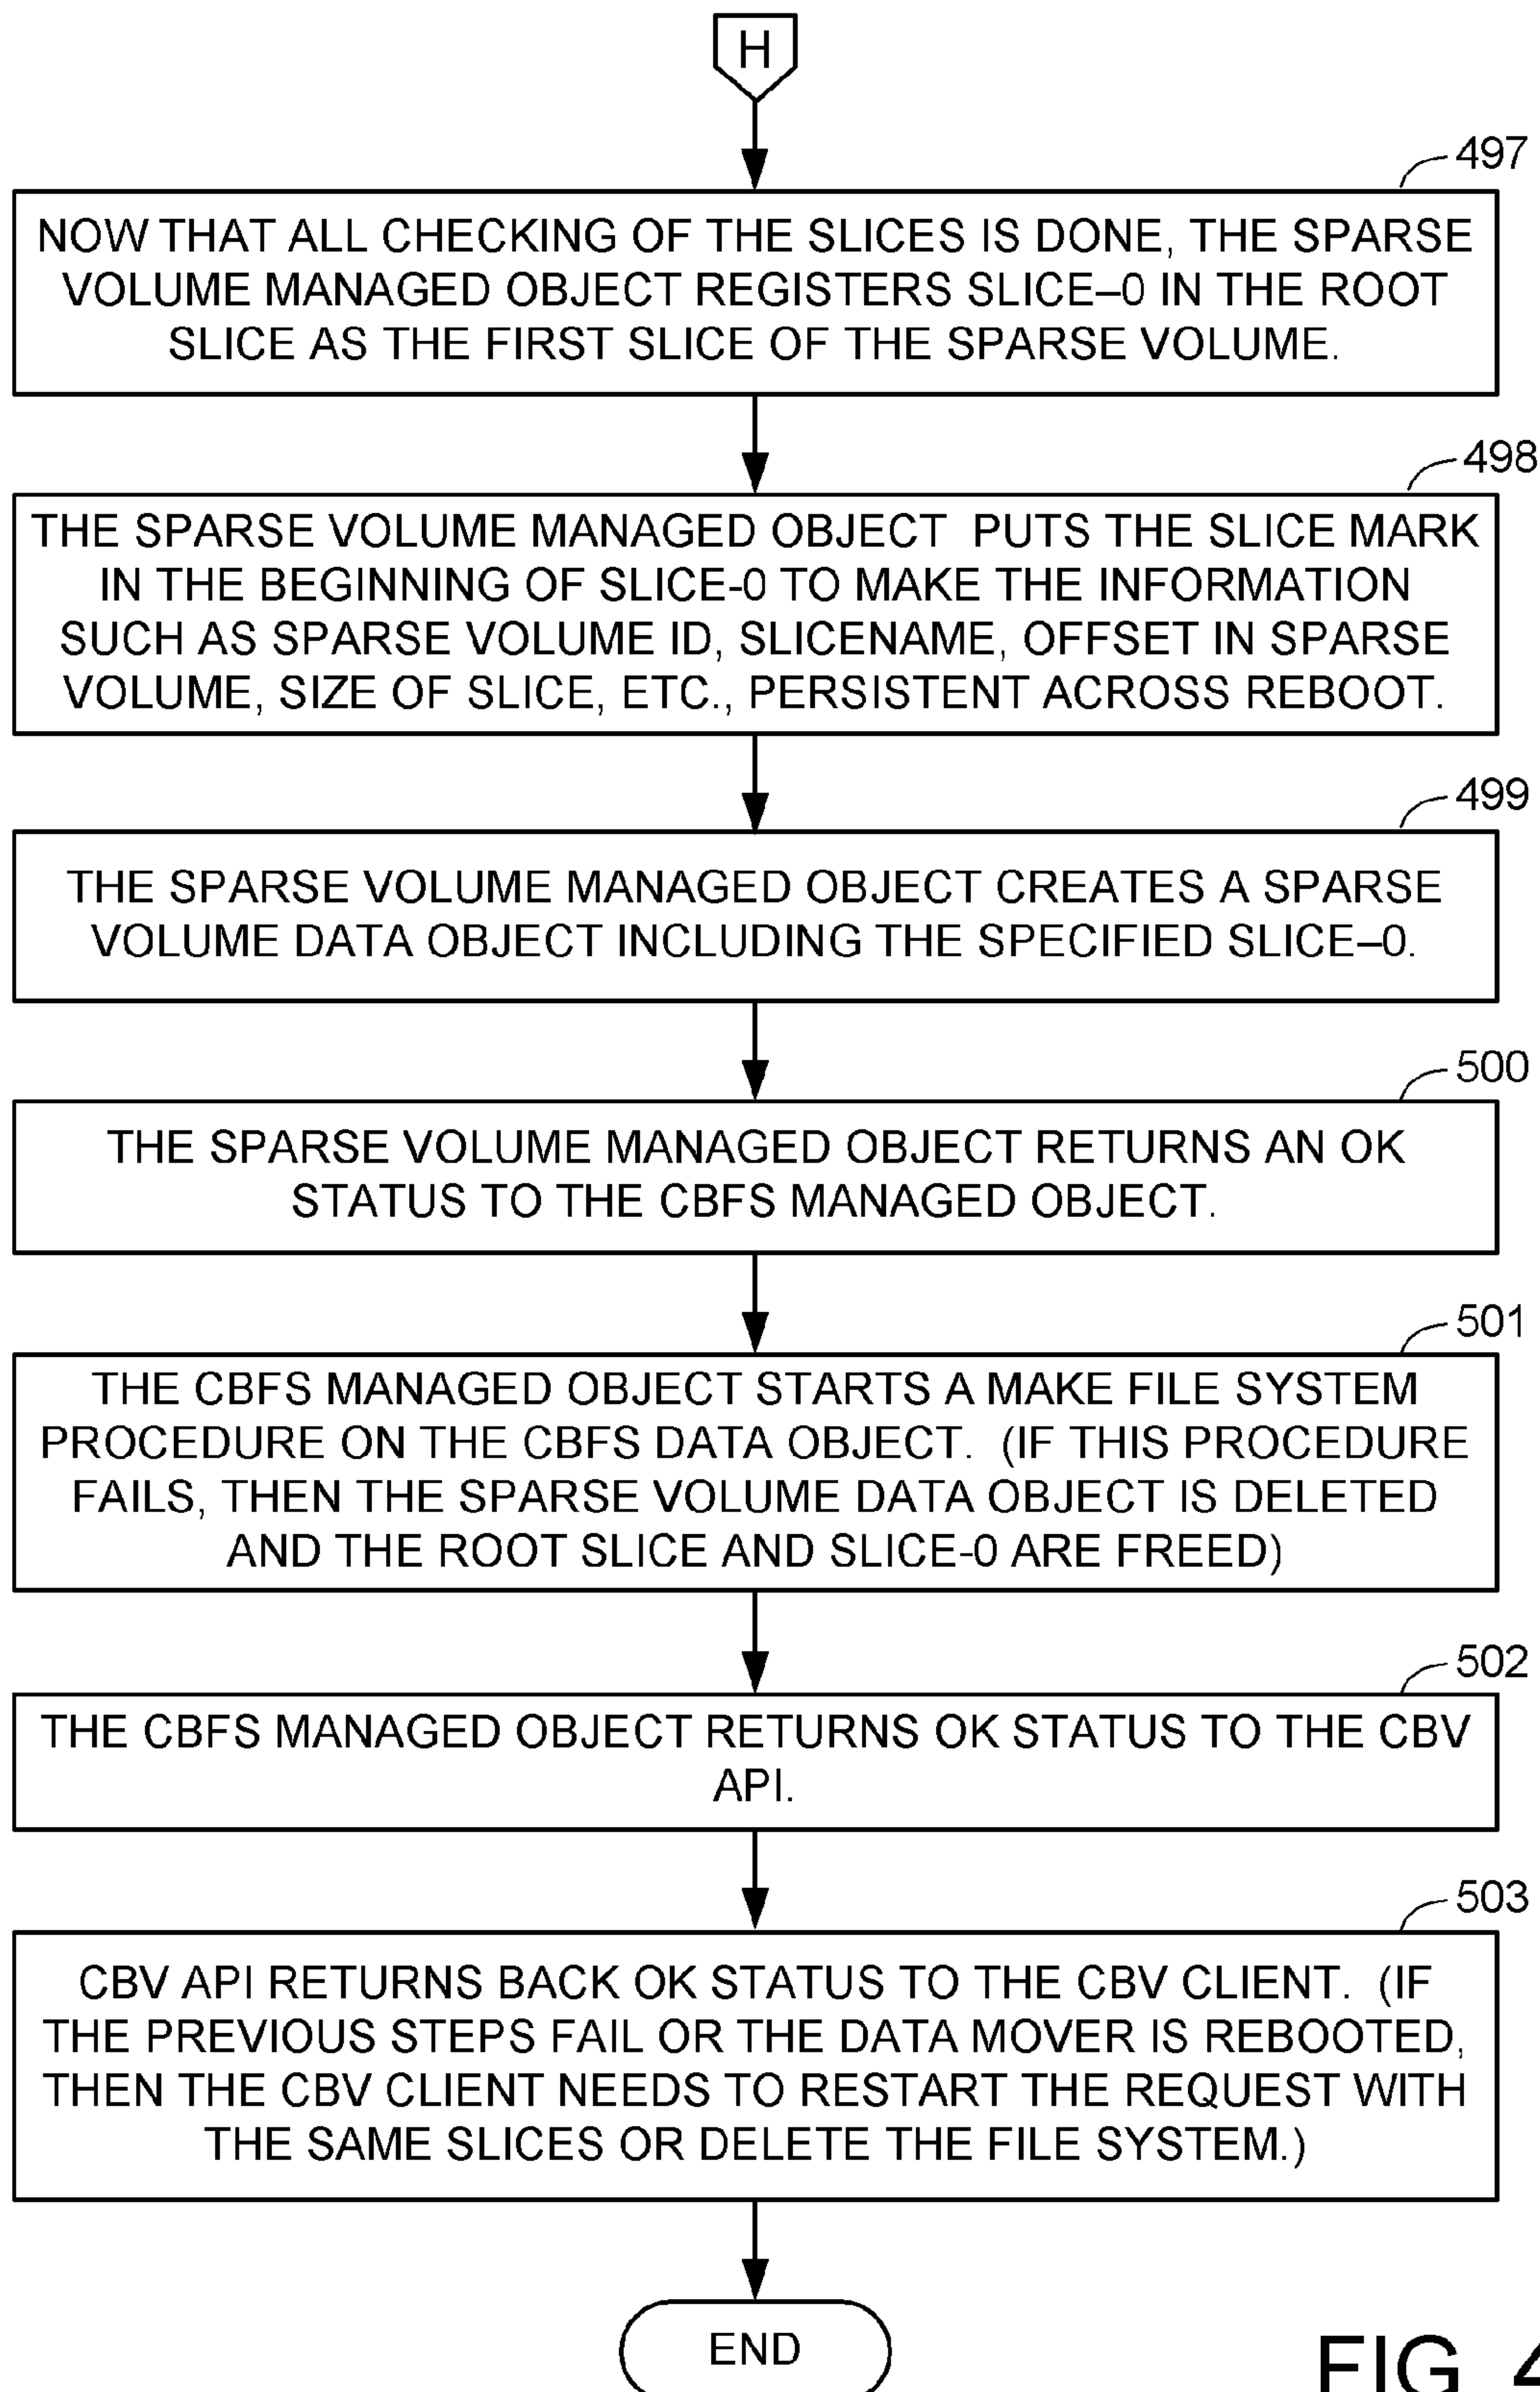 H
497
NOW THAT ALL CHECKING OF THE SLICES IS DONE, THE SPARSE
VOLUME MANAGED OBJECT REGISTERS SLICE–0 IN THE ROOT
SLICE AS THE FIRST SLICE OF THE SPARSE VOLUME.
498
THE SPARSE VOLUME MANAGED OBJECT PUTS THE SLICE MARK
IN THE BEGINNING OF SLICE-0 TO MAKE THE INFORMATION
SUCH AS SPARSE VOLUME ID, SLICENAME, OFFSET IN SPARSE
VOLUME, SIZE OF SLICE, ETC., PERSISTENT ACROSS REBOOT.
499
THE SPARSE VOLUME MANAGED OBJECT CREATES A SPARSE
VOLUME DATA OBJECT INCLUDING THE SPECIFIED SLICE–0.
500
THE SPARSE VOLUME MANAGED OBJECT RETURNS AN OK
STATUS TO THE CBFS MANAGED OBJECT.
501
THE CBFS MANAGED OBJECT STARTS A MAKE FILE SYSTEM
PROCEDURE ON THE CBFS DATA OBJECT. (IF THIS PROCEDURE
FAILS, THEN THE SPARSE VOLUME DATA OBJECT IS DELETED
AND THE ROOT SLICE AND SLICE-0 ARE FREED)
502
THE CBFS MANAGED OBJECT RETURNS OK STATUS TO THE CBV
API.
503
CBV API RETURNS BACK OK STATUS TO THE CBV CLIENT. (IF
THE PREVIOUS STEPS FAIL OR THE DATA MOVER IS REBOOTED,
THEN THE CBV CLIENT NEEDS TO RESTART THE REQUEST WITH
THE SAME SLICES OR DELETE THE FILE SYSTEM.)
END
FIG